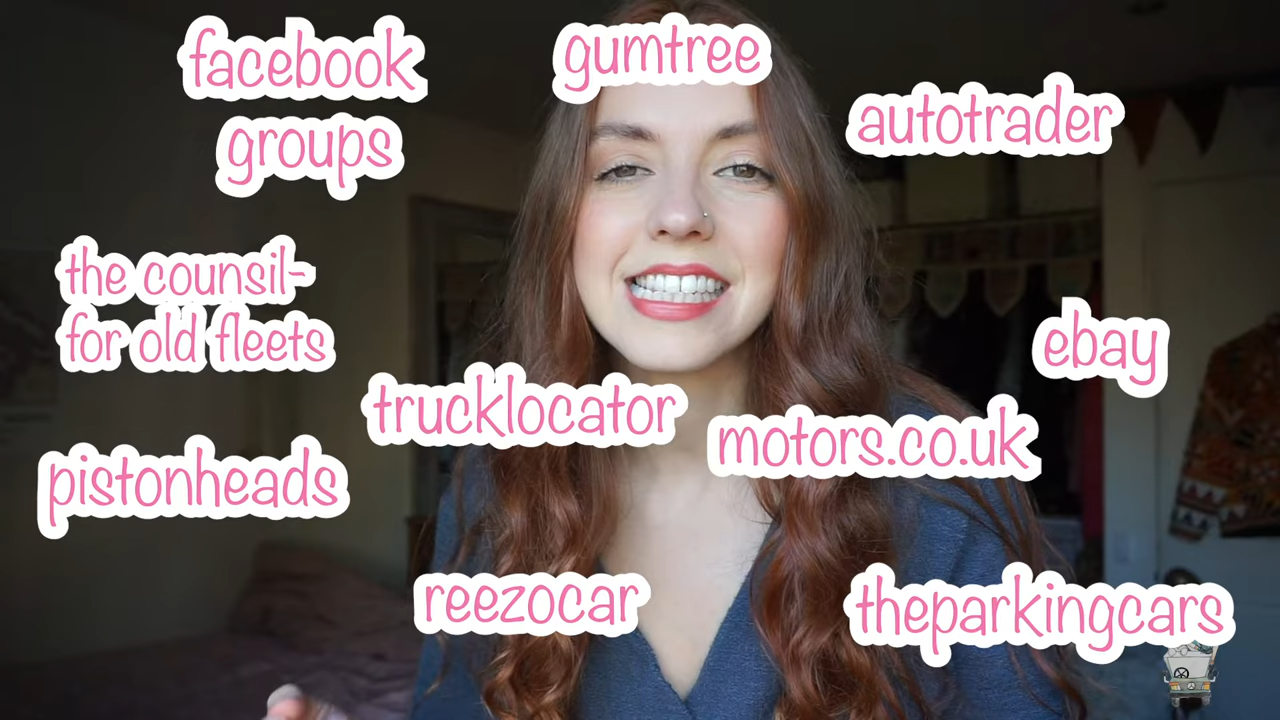 facebook
groups
gumtree
autotrader
the counsil-
for old fleets
ebay
trucklocator
motors.co.uk
pistonheads
reezocar
theparkingcars